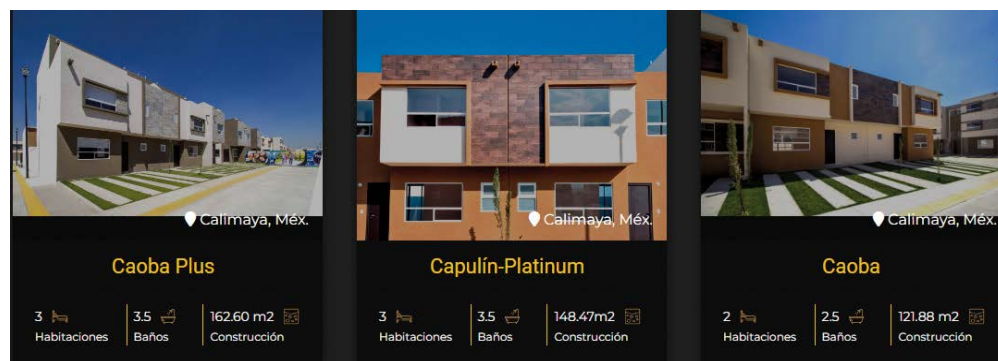 Calimaya, Méx.
Caoba Plus
3
Habitaciones
3.5
Baños
162.60 m2
Construcción
Calimaya, Méx.
Capulín-Platinum
3
Habitaciones
3.5
Baños
148.47m2
Construcción
Calimaya, Méx.
Caoba
2
Habitaciones
2.5
Baños
121.88 m2
Construcción